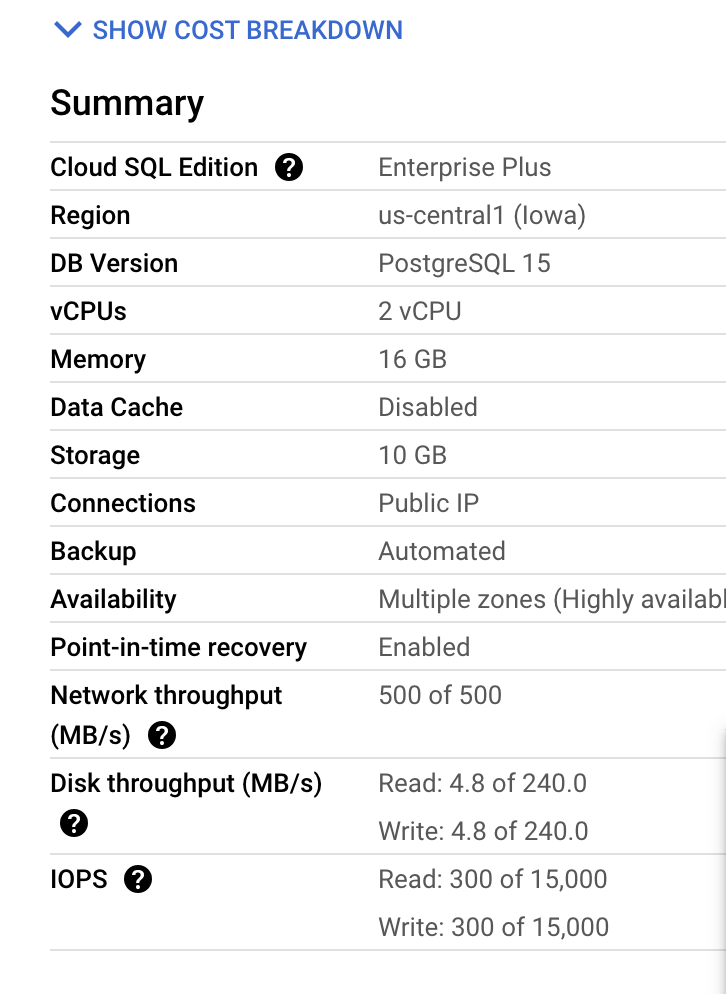 SHOW COST BREAKDOWN
Summary
Cloud SQL Edition ? Enterprise Plus
Region us-central1 (Iowa)
DB Version PostgreSQL 15
vCPUs 2 vCPU
Memory 16 GB
Data Cache Disabled
Storage 10 GB
Connections Public IP
Backup Automated
Availability Multiple zones (Highly availabl
Point-in-time recovery Enabled
Network throughput 500 of 500
(MB/s) ?
Disk throughput (MB/s) Read: 4.8 of 240.0
? Write: 4.8 of 240.0
IOPS ? Read: 300 of 15,000
Write: 300 of 15,000